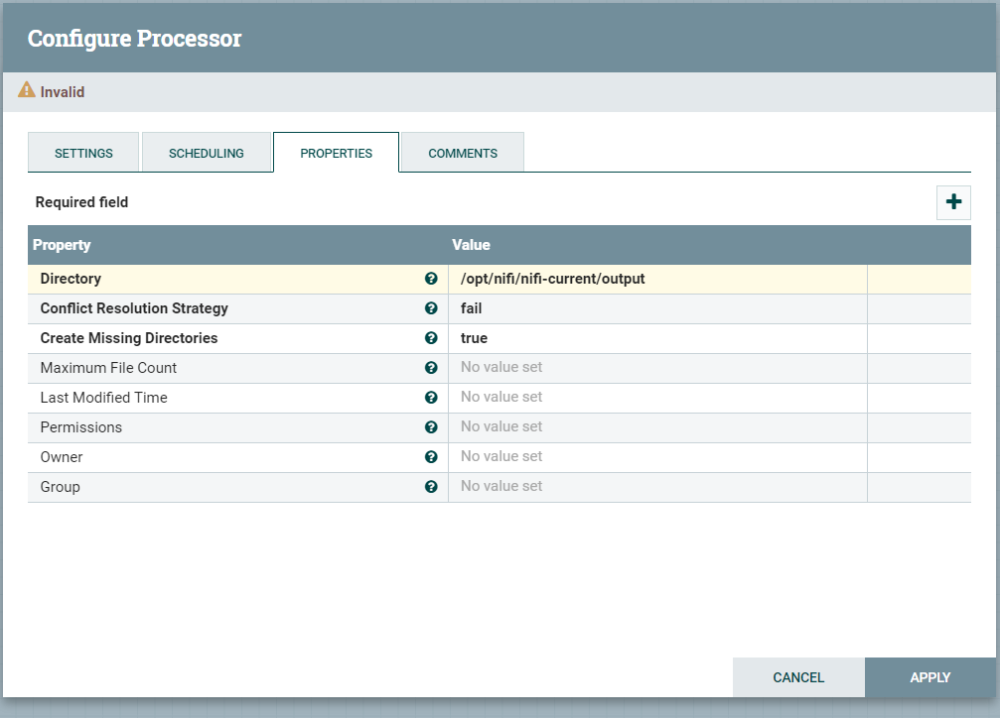 Configure Processor
Invalid
SETTINGS SCHEDULING PROPERTIES COMMENTS
Required field
Property Value
Directory /opt/nifi/nifi-current/output
Conflict Resolution Strategy fail
Create Missing Directories true
Maximum File Count No value set
Last Modified Time No value set
Permissions No value set
Owner No value set
Group No value set
CANCEL APPLY